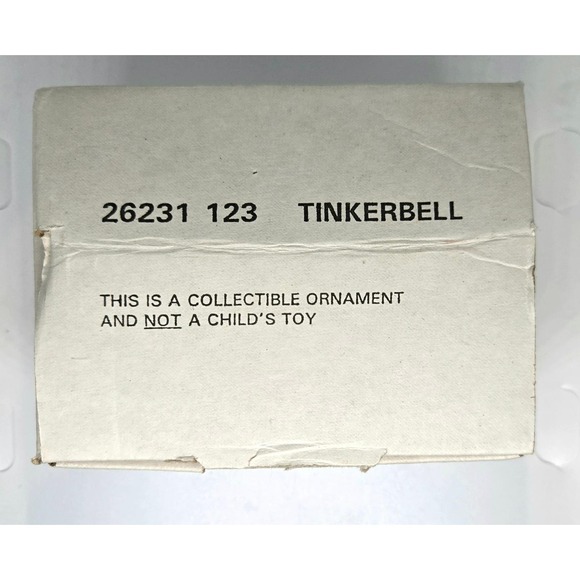 26231 123 TINKERBELL
THIS IS A COLLECTIBLE ORNAMENT
AND NOT A CHILD'S TOY